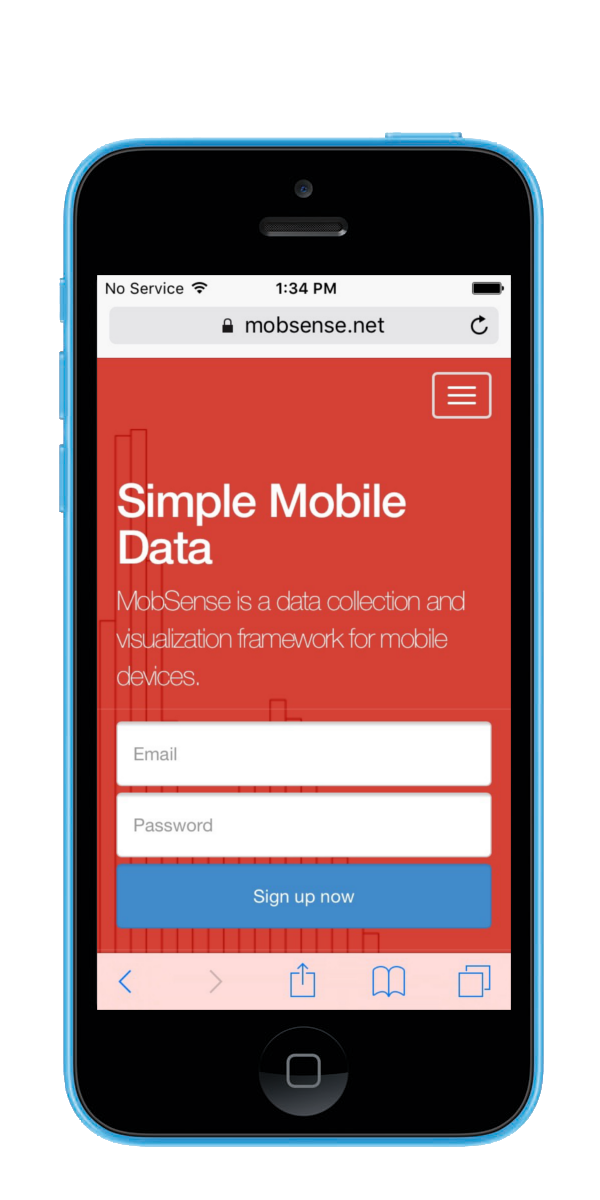 No Service 1:34 PM
mobsense.net
Simple Mobile
Data
MobSense is a data collection and
visualization framework for mobile
devices.
Email
Password
Sign up now